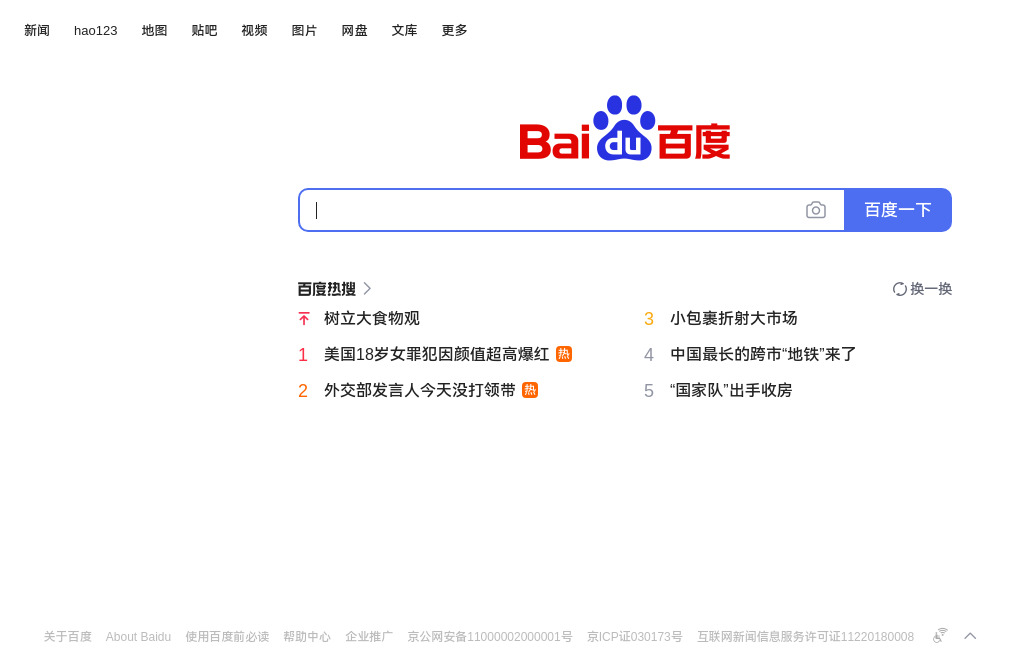 新闻 hao123 地图 贴吧 视频 图片 网盘 文库 更多
Bai du 百度
百度一下
百度热搜 换一换
树立大食物观
3 小包裹折射大市场
1 美国18岁女罪犯因颜值超高爆红 热
4 中国最长的跨市“地铁”来了
2 外交部发言人今天没打领带 热
5 “国家队”出手收房
关于百度 About Baidu 使用百度前必读 帮助中心 企业推广 京公网安备11000002000001号 京ICP证030173号 互联网新闻信息服务许可证11220180008